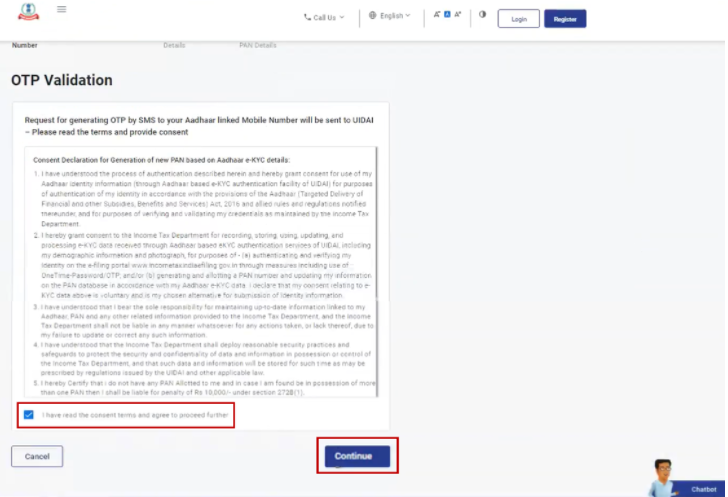 Call Us
English
A⁻ A A⁺
Login
Register
Number
Details
PAN Details
OTP Validation
Request for generating OTP by SMS to your Aadhaar linked Mobile Number will be sent to UIDAI
– Please read the terms and provide consent
Consent Declaration for Generation of new PAN based on Aadhaar e-KYC details:
1. I have understood the process of authentication described herein and hereby grant consent for use of my
Aadhaar identity information (through Aadhaar based e-KYC authentication facility of UIDAI) for purposes
of authentication of my identity in accordance with the provisions of the Aadhaar (Targeted Delivery of
Financial and other Subsidies, Benefits and Services) Act, 2016 and allied rules and regulations notified
thereunder, and for purposes of verifying and validating my credentials as maintained by the Income Tax
Department.
2. I hereby grant consent to the Income Tax Department for recording, storing, using, updating, and
processing e-KYC data received through Aadhaar based eKYC authentication services of UIDAI, including
my demographic information and photograph, for purposes of - (a) authenticating and verifying my
identity on the e-filing portal www.incometaxindiaefiling.gov.in through measures including use of
OneTime-Password/OTP, and/or (b) generating and allotting a PAN number and updating my information
on the PAN database in accordance with my Aadhaar e-KYC data. I declare that my consent relating to e-
KYC data above is voluntary and is my chosen alternative for submission of identity information.
3. I have understood that I bear the sole responsibility for maintaining up-to-date information linked to my
Aadhaar, PAN and any other related information provided to the Income Tax Department, and the Income
Tax Department shall not be liable in any manner whatsoever for any actions taken, or lack thereof, due to
my failure to update or correct any such information.
4. I have understood that the Income Tax Department shall deploy reasonable security practices and
safeguards to protect the security and confidentiality of data and information in possession or control of
the Income Tax Department, and that such data and information will be stored for such time as may be
prescribed by regulations issued by the UIDAI and other applicable law.
5. I hereby Certify that I do not have any PAN Allotted to me and in case I am found be in possession of more
than one PAN then I shall be liable for penalty of Rs 10,000/- under section 272B(1).
I have read the consent terms and agree to proceed further
Cancel
Continue
Chatbot